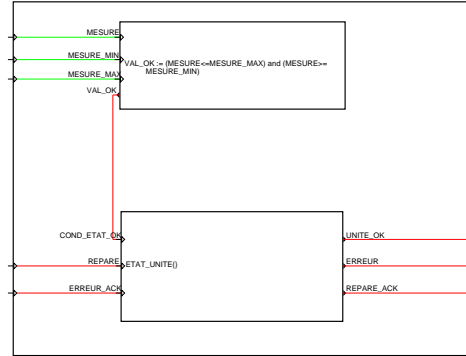 MESURE
MESURE_MIN
VAL_OK := (MESURE<=MESURE_MAX) and (MESURE>=
MESURE_MIN)
MESURE_MAX
VAL_OK
COND_ETAT_OK
UNITE_OK
REPARE
ETAT_UNITE()
ERREUR
ERREUR_ACK
REPARE_ACK